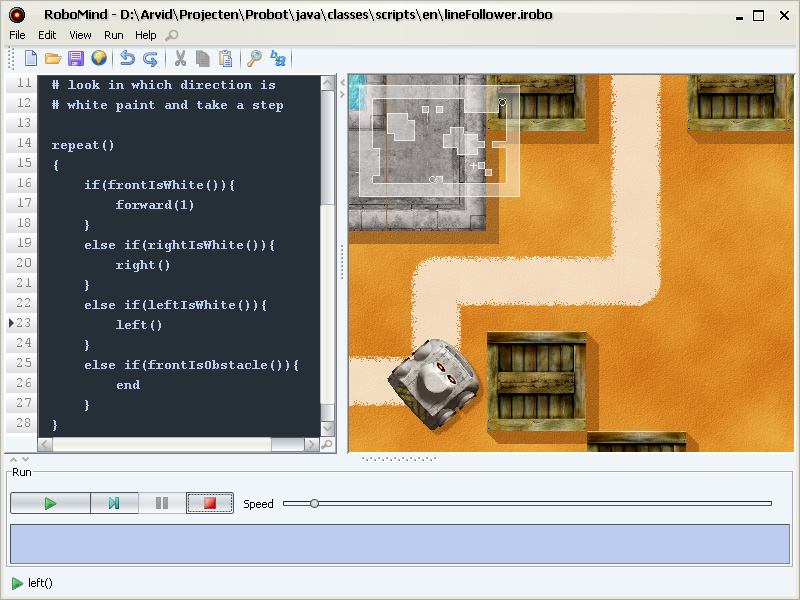 RoboMind - D:\Arvid\Projecten\Probot\java\classes\scripts\en\lineFollower.irobo
File Edit View Run Help
11 # look in which direction is
12 # white paint and take a step
13
14 repeat()
15 {
16 if(frontIsWhite()){
17 forward(1)
18 }
19 else if(rightIsWhite()){
20 right()
21 }
22 else if(leftIsWhite()){
23 left()
24 }
25 else if(frontIsObstacle()){
26 end
27 }
28 }
Run
Speed
left()